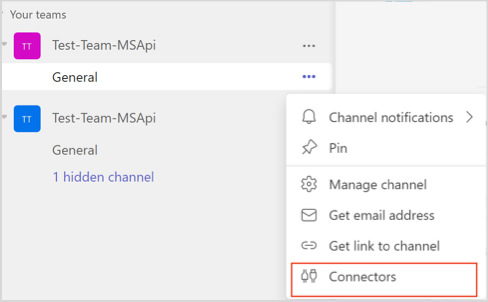 Your teams
TT Test-Team-MSApi ...
General ...
TT Test-Team-MSApi
General
1 hidden channel
Channel notifications
Pin
Manage channel
Get email address
Get link to channel
Connectors